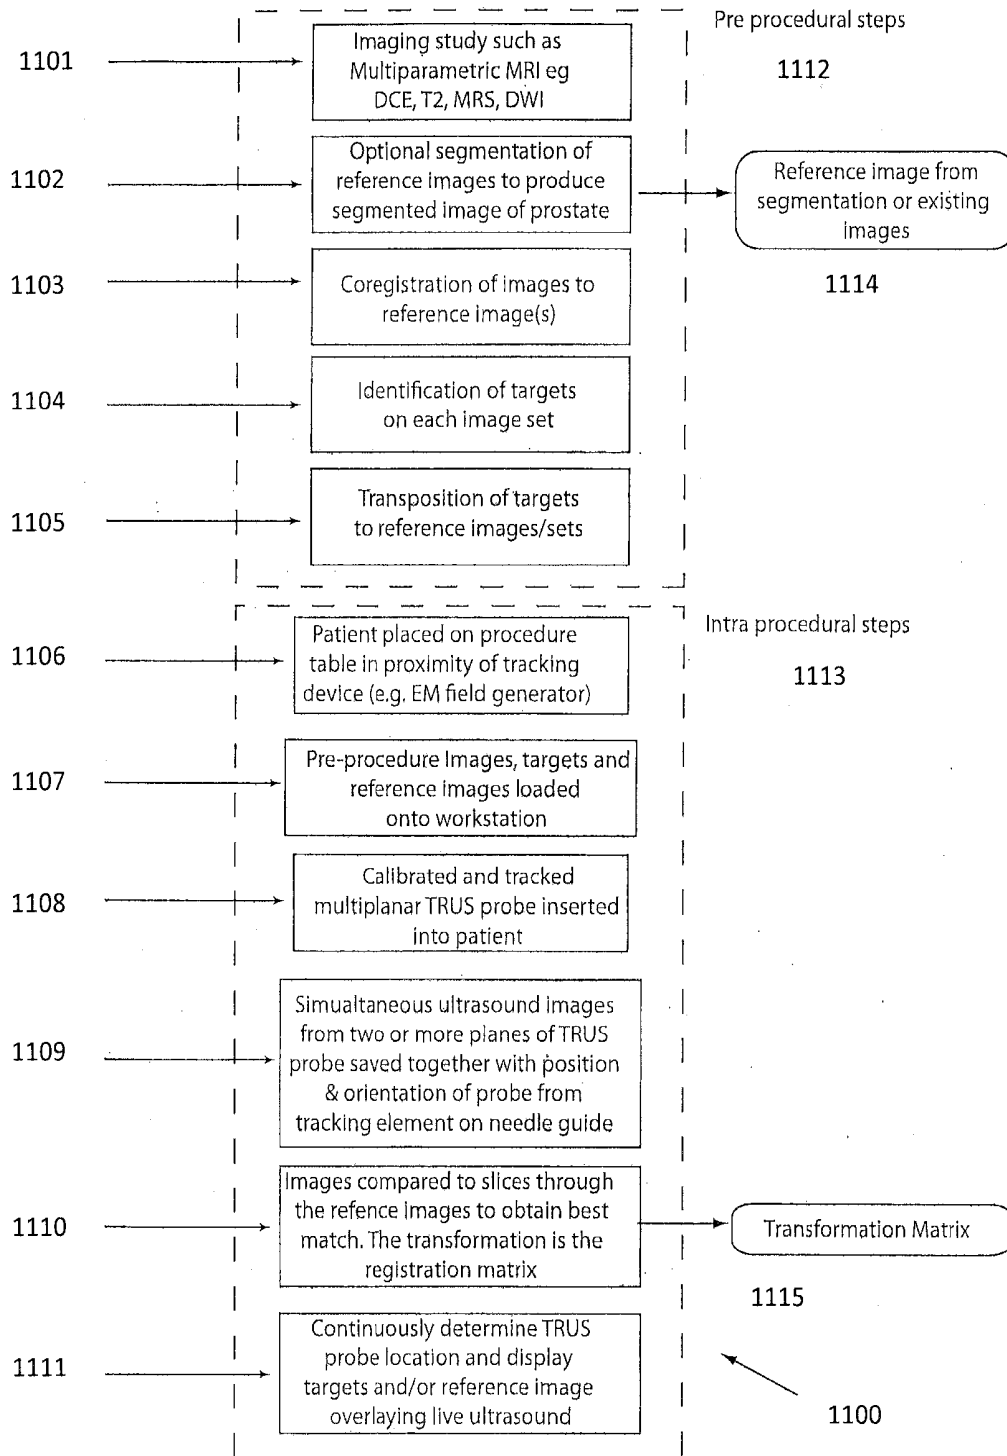 Pre procedural steps
1112
1101
Imaging study such as
Multiparametric MRI eg
DCE, T2, MRS, DWI
1102
Optional segmentation of
reference images to produce
segmented image of prostate
Reference image from
segmentation or existing
images
1114
1103
Coregistration of images to
reference image(s)
1104
Identification of targets
on each image set
1105
Transposition of targets
to reference images/sets
Intra procedural steps
1113
1106
Patient placed on procedure
table in proximity of tracking
device (e.g. EM field generator)
1107
Pre-procedure Images, targets and
reference images loaded
onto workstation
1108
Calibrated and tracked
multiplanar TRUS probe inserted
into patient
1109
Simualtaneous ultrasound images
from two or more planes of TRUS
probe saved together with position
& orientation of probe from
tracking element on needle guide
1110
Images compared to slices through
the refence images to obtain best
match. The transformation is the
registration matrix
Transformation Matrix
1115
1111
Continuously determine TRUS
probe location and display
targets and/or reference image
overlaying live ultrasound
1100